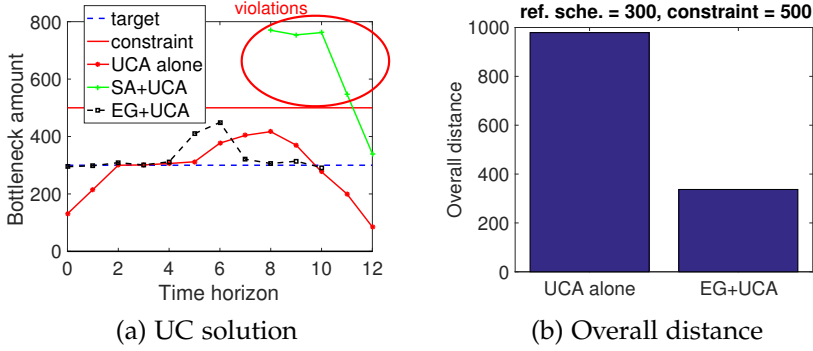 violations
target
constraint
UCA alone
SA+UCA
EG+UCA
Bottleneck amount
800
600
400
200
0
0 2 4 6 8 10 12
Time horizon
(a) UC solution
ref. sche. = 300, constraint = 500
Overall distance
1000
800
600
400
200
0
UCA alone EG+UCA
(b) Overall distance